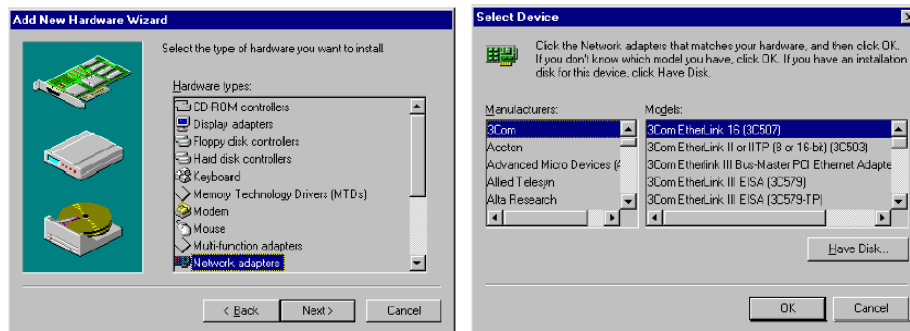 Add New Hardware Wizard
Select the type of hardware you want to install.
Hardware types:
CD-ROM controllers
Display adapters
Floppy disk controllers
Hard disk controllers
Keyboard
Memory Technology Drivers (MTDs)
Modem
Mouse
Multi-function adapters
Network adapters
< Back
Next >
Cancel
Select Device
Click the Network adapters that matches your hardware, and then click OK.
If you don't know which model you have, click OK. If you have an installation
disk for this device, click Have Disk.
Manufacturers:
3Com
Accton
Advanced Micro Devices (A
Allied Telesyn
Alta Research
Models:
3Com EtherLink 16 (3C507)
3Com EtherLink II or IITP (8 or 16-bit) (3C503)
3Com Etherlink III Bus-Master PCI Ethernet Adapte
3Com EtherLink III EISA (3C579)
3Com EtherLink III EISA (3C579-TP)
Have Disk...
OK
Cancel